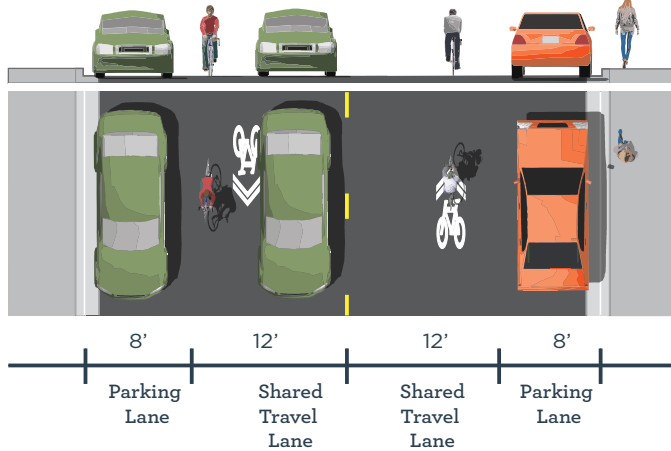 8’ 12’ 12’ 8’
Parking
Lane
Shared
Travel
Lane
Shared
Travel
Lane
Parking
Lane